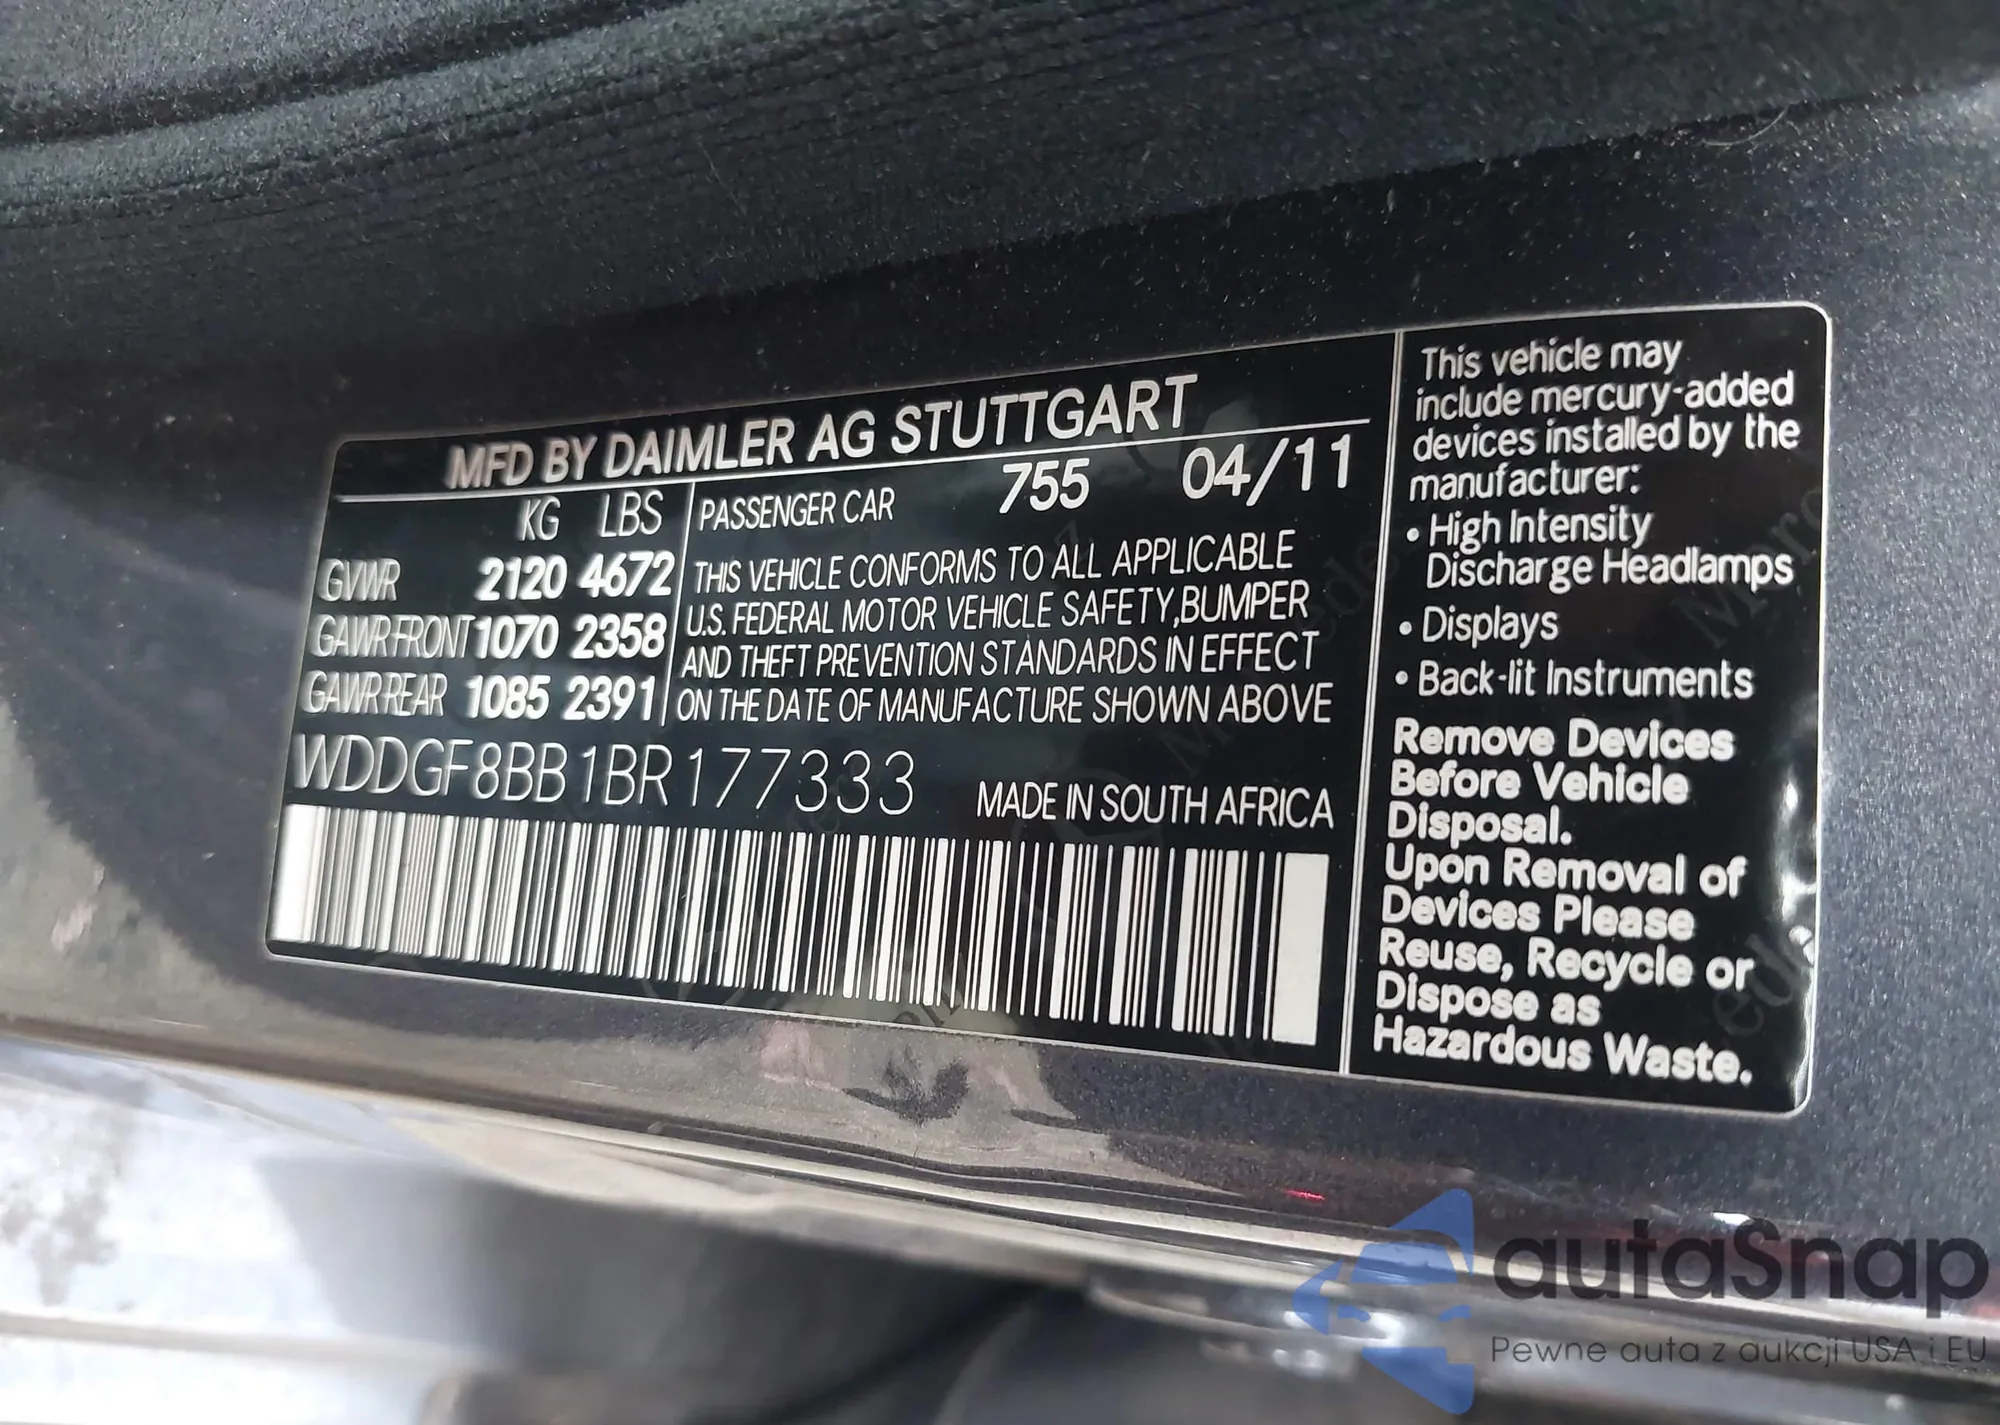 MFD BY DAIMLER AG STUTTGART
KG LBS
GVWR 2120 4672
GAWR FRONT 1070 2358
GAWR REAR 1085 2391
PASSENGER CAR 755 04/11
THIS VEHICLE CONFORMS TO ALL APPLICABLE
U.S. FEDERAL MOTOR VEHICLE SAFETY,BUMPER
AND THEFT PREVENTION STANDARDS IN EFFECT
ON THE DATE OF MANUFACTURE SHOWN ABOVE
WDDGF8BB1BR177333
MADE IN SOUTH AFRICA
This vehicle may
include mercury-added
devices installed by the
manufacturer:
• High Intensity
Discharge Headlamps
• Displays
• Back-lit Instruments
Remove Devices
Before Vehicle
Disposal.
Upon Removal of
Devices Please
Reuse, Recycle or
Dispose as
Hazardous Waste.
autaSnap
Pewne auta z aukcji USA i EU